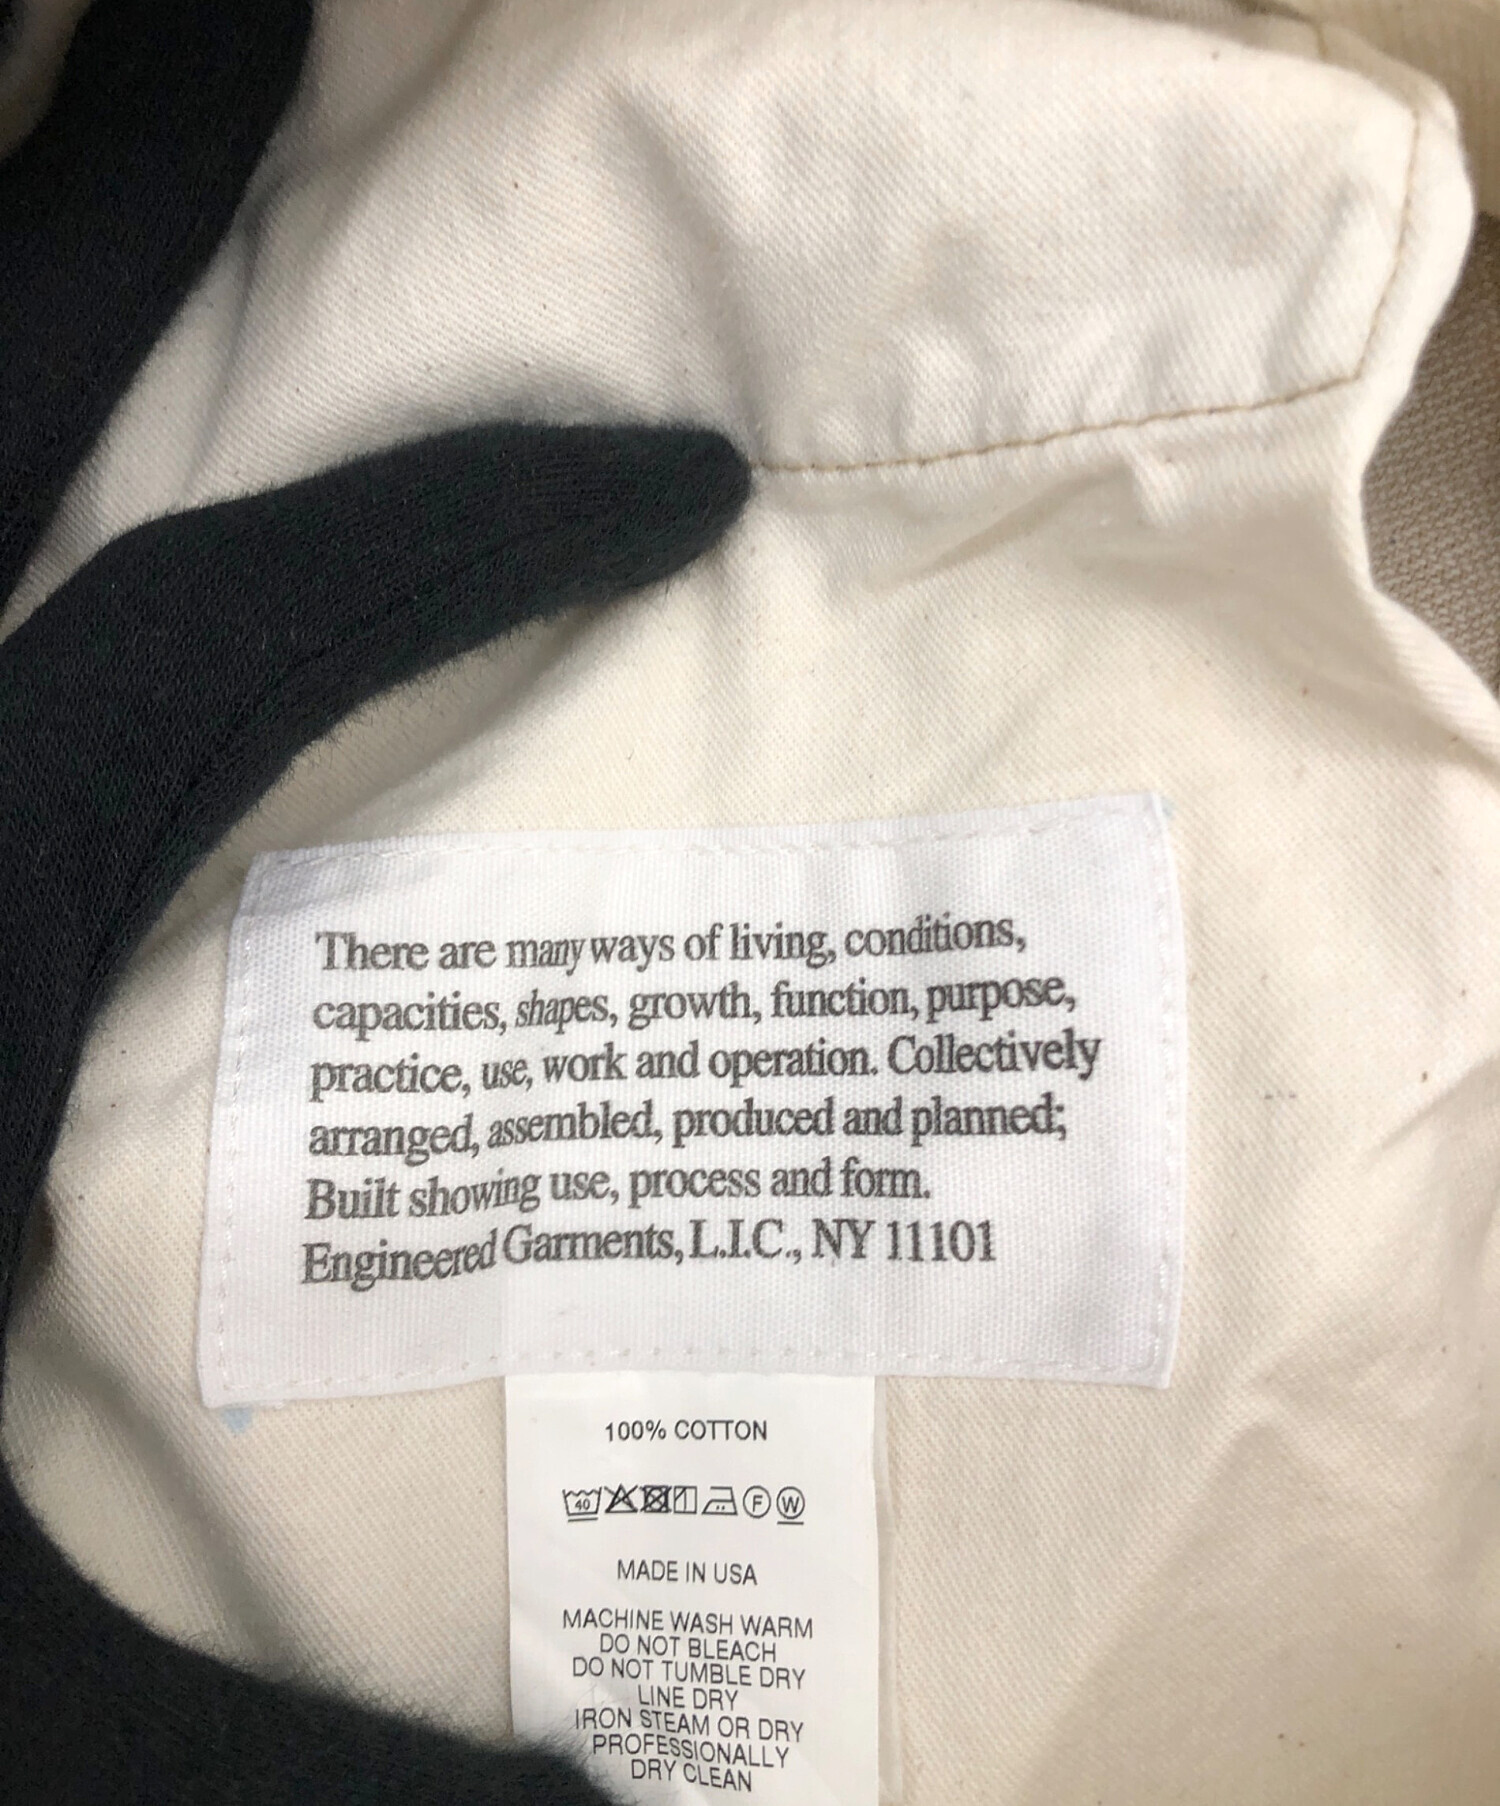 There are many ways of living, conditions,
capacities, shapes, growth, function, purpose,
practice, use, work and operation. Collectively
arranged, assembled, produced and planned;
Built showing use, process and form.
Engineered Garments, L.I.C., NY 11101
100% COTTON
40 F W
MADE IN USA
MACHINE WASH WARM
DO NOT BLEACH
DO NOT TUMBLE DRY
LINE DRY
IRON STEAM OR DRY
PROFESSIONALLY
DRY CLEAN